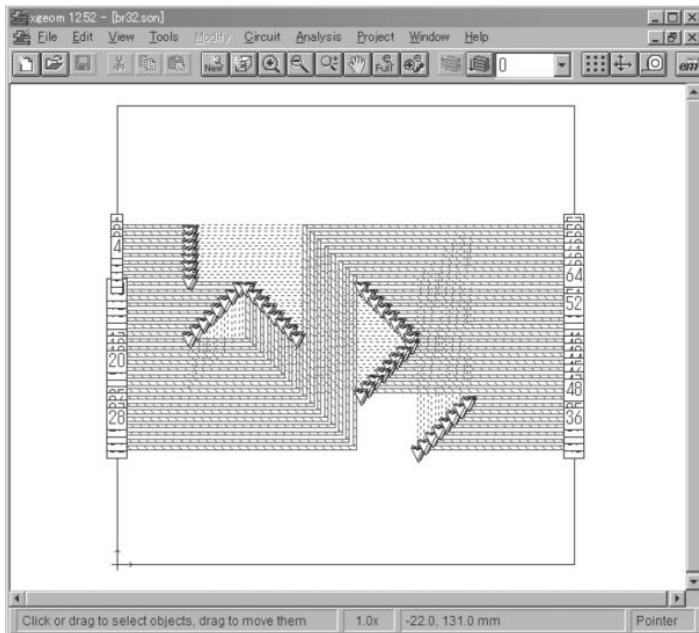 xgeom 12.52 - [br32.son]
File Edit View Tools Modify Circuit Analysis Project Window Help
New Full 0 em
4
64
52
20
48
28
36
Click or drag to select objects, drag to move them 1.0x -22.0, 131.0 mm Pointer